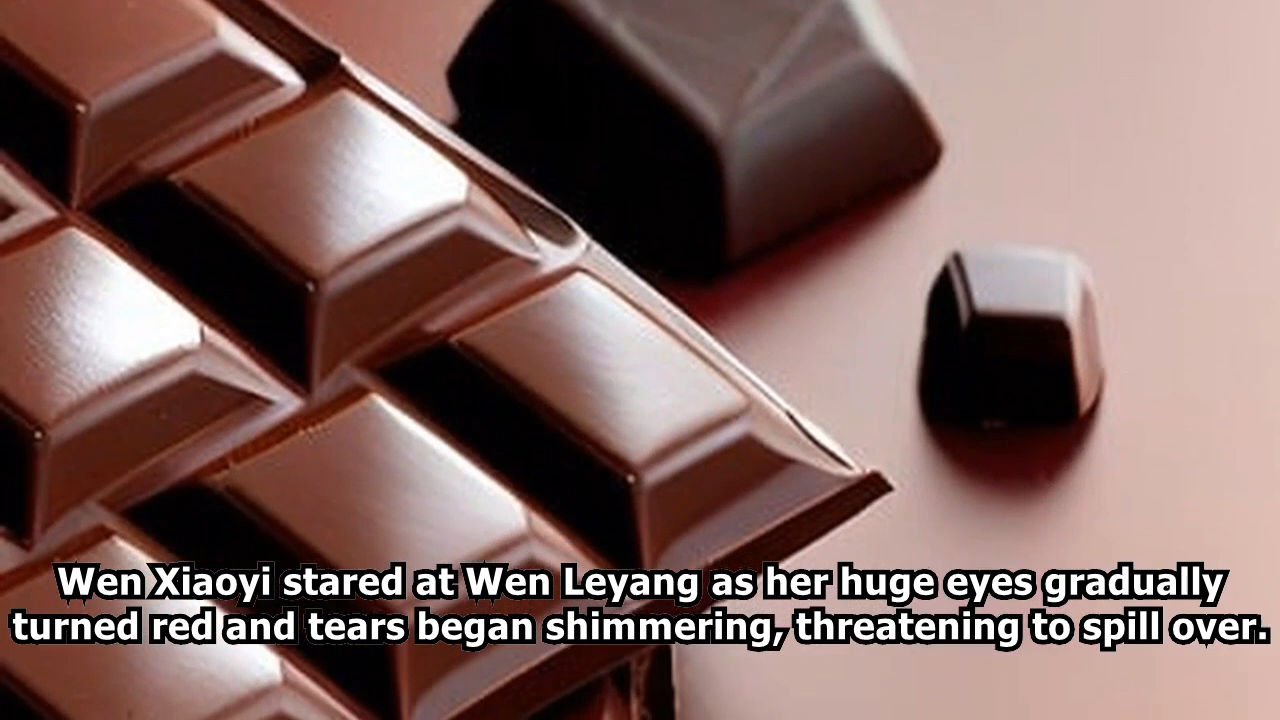 Wen Xiaoyi stared at Wen Leyang as her huge eyes gradually
turned red and tears began shimmering, threatening to spill over.